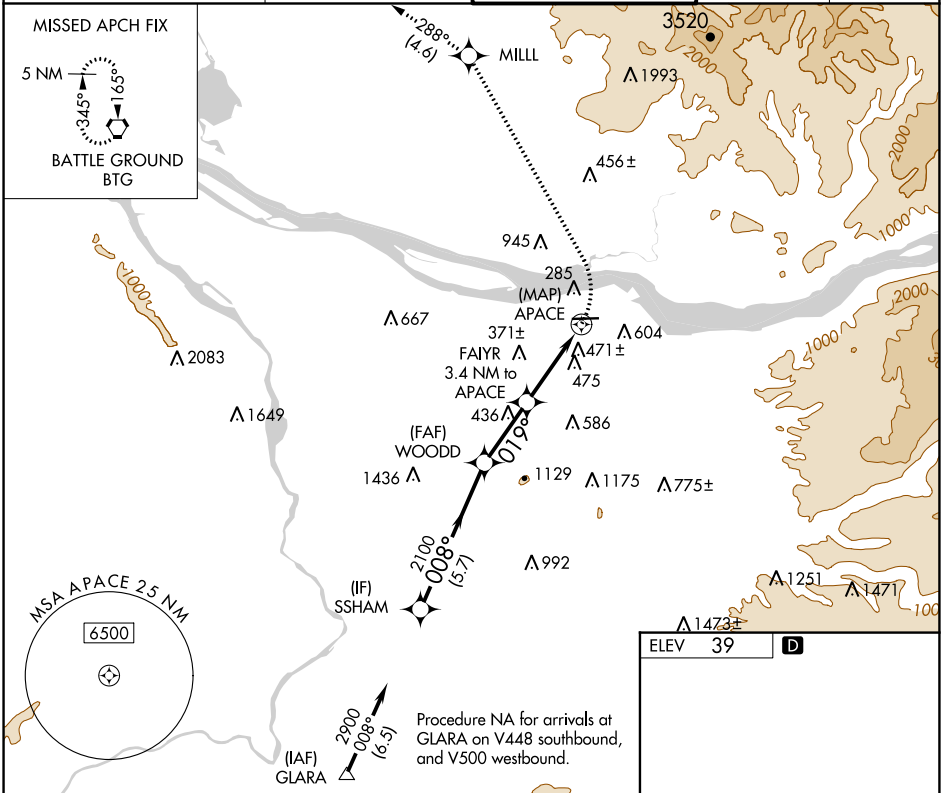 MISSED APCH FIX
5 NM
345°
165°
BATTLE GROUND
BTG
288°
(4.6)
MILLL
3520
2000
1993
456±
2000
1000
945
285
(MAP)
APACE
2000
1000
1000
667
371±
604
471±
475
FAIYR
3.4 NM to
APACE
2083
1649
436
586
019°
(FAF)
WOODD
1436
1129
1175
775±
2100
008°
(5.7)
992
(IF)
SSHAM
1251
1471
100
1473±
MSA APACE 25 NM
6500
ELEV 39
D
2900
008°
(6.5)
(IAF)
GLARA
Procedure NA for arrivals at
GLARA on V448 southbound,
and V500 westbound.